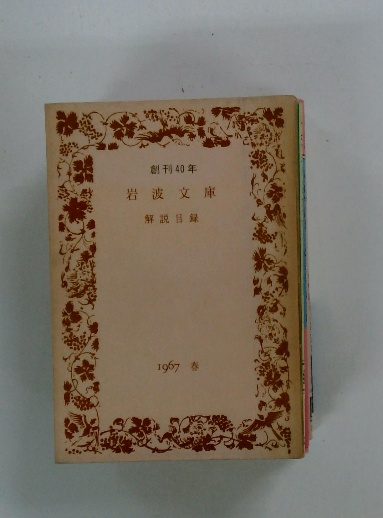 創刊40年
岩波文庫
解説目録
1967 春